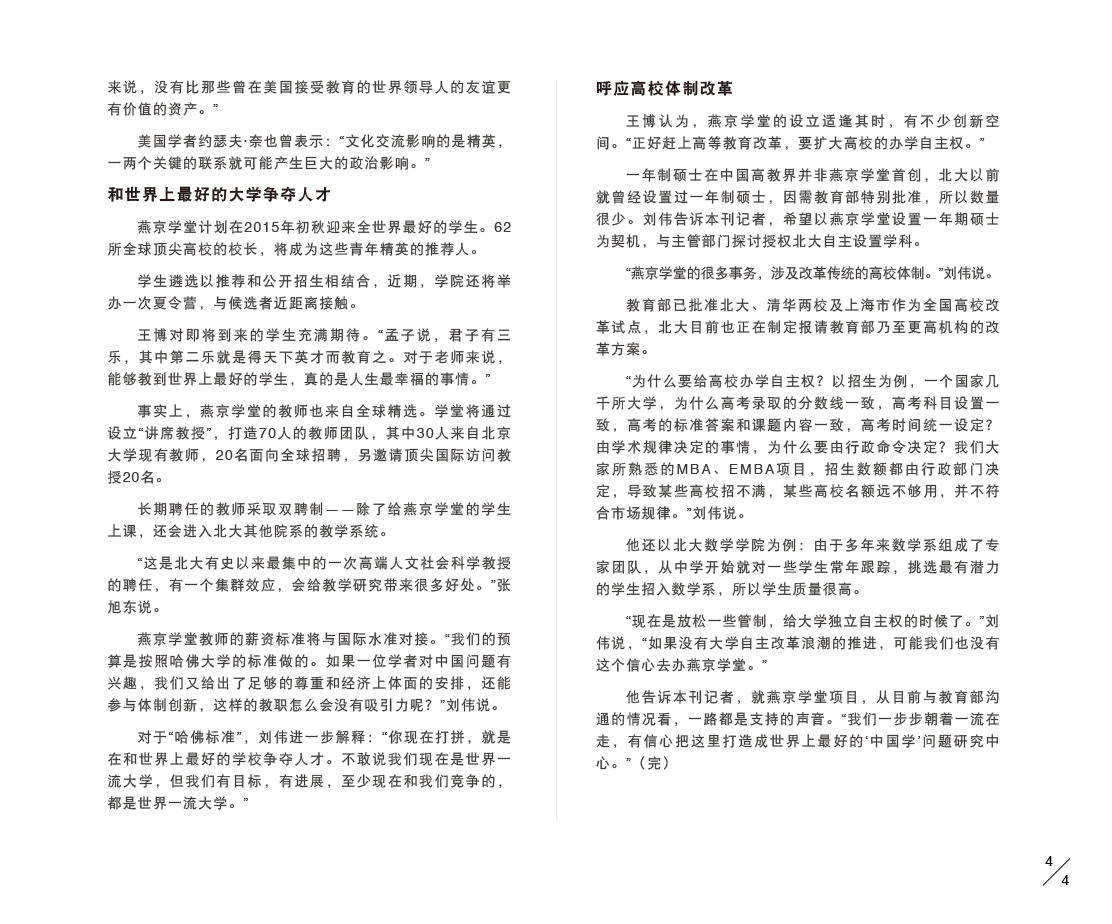 来说，没有比那些曾在美国接受教育的世界领导人的友谊更
有价值的资产。”
美国学者约瑟夫·奈也曾表示：“文化交流影响的是精英，
一两个关键的联系就可能产生巨大的政治影响。”
和世界上最好的大学争夺人才
燕京学堂计划在2015年初秋迎来全世界最好的学生。62
所全球顶尖高校的校长，将成为这些青年精英的推荐人。
学生遴选以推荐和公开招生相结合，近期，学院还将举
办一次夏令营，与候选者近距离接触。
王博对即将到来的学生充满期待。“孟子说，君子有三
乐，其中第二乐就是得天下英才而教育之。对于老师来说，
能够教到世界上最好的学生，真的是人生最幸福的事情。”
事实上，燕京学堂的教师也来自全球精选。学堂将通过
设立“讲席教授”，打造70人的教师团队，其中30人来自北京
大学现有教师，20名面向全球招聘，另邀请顶尖国际访问教
授20名。
长期聘任的教师采取双聘制——除了给燕京学堂的学生
上课，还会进入北大其他院系的教学系统。
“这是北大有史以来最集中的一次高端人文社会科学教授
的聘任，有一个集群效应，会给教学研究带来很多好处。”张
旭东说。
燕京学堂教师的薪资标准将与国际水准对接。“我们的预
算是按照哈佛大学的标准做的。如果一位学者对中国问题有
兴趣，我们又给出了足够的尊重和经济上体面的安排，还能
参与体制创新，这样的教职怎么会没有吸引力呢？”刘伟说。
对于“哈佛标准”，刘伟进一步解释：“你现在打拼，就是
在和世界上最好的学校争夺人才。不敢说我们现在是世界一
流大学，但我们有目标，有进展，至少现在和我们竞争的，
都是世界一流大学。”
呼应高校体制改革
王博认为，燕京学堂的设立适逢其时，有不少创新空
间。“正好赶上高等教育改革，要扩大高校的办学自主权。”
一年制硕士在中国高教界并非燕京学堂首创，北大以前
就曾经设置过一年制硕士，因需教育部特别批准，所以数量
很少。刘伟告诉本刊记者，希望以燕京学堂设置一年期硕士
为契机，与主管部门探讨授权北大自主设置学科。
“燕京学堂的很多事务，涉及改革传统的高校体制。”刘伟说。
教育部已批准北大、清华两校及上海市作为全国高校改
革试点，北大目前也正在制定报请教育部乃至更高机构的改
革方案。
“为什么要给高校办学自主权？以招生为例，一个国家几
千所大学，为什么高考录取的分数线一致，高考科目设置一
致，高考的标准答案和课题内容一致，高考时间统一设定？
由学术规律决定的事情，为什么要由行政命令决定？我们大
家所熟悉的MBA、EMBA项目，招生数额都由行政部门决
定，导致某些高校招不满，某些高校名额远不够用，并不符
合市场规律。”刘伟说。
他还以北大数学学院为例：由于多年来数学系组成了专
家团队，从中学开始就对一些学生常年跟踪，挑选最有潜力
的学生招入数学系，所以学生质量很高。
“现在是放松一些管制，给大学独立自主权的时候了。”刘
伟说，“如果没有大学自主改革浪潮的推进，可能我们也没有
这个信心去办燕京学堂。”
他告诉本刊记者，就燕京学堂项目，从目前与教育部沟
通的情况看，一路都是支持的声音。“我们一步步朝着一流在
走，有信心把这里打造成世界上最好的‘中国学’问题研究中
心。”（完）
4
4